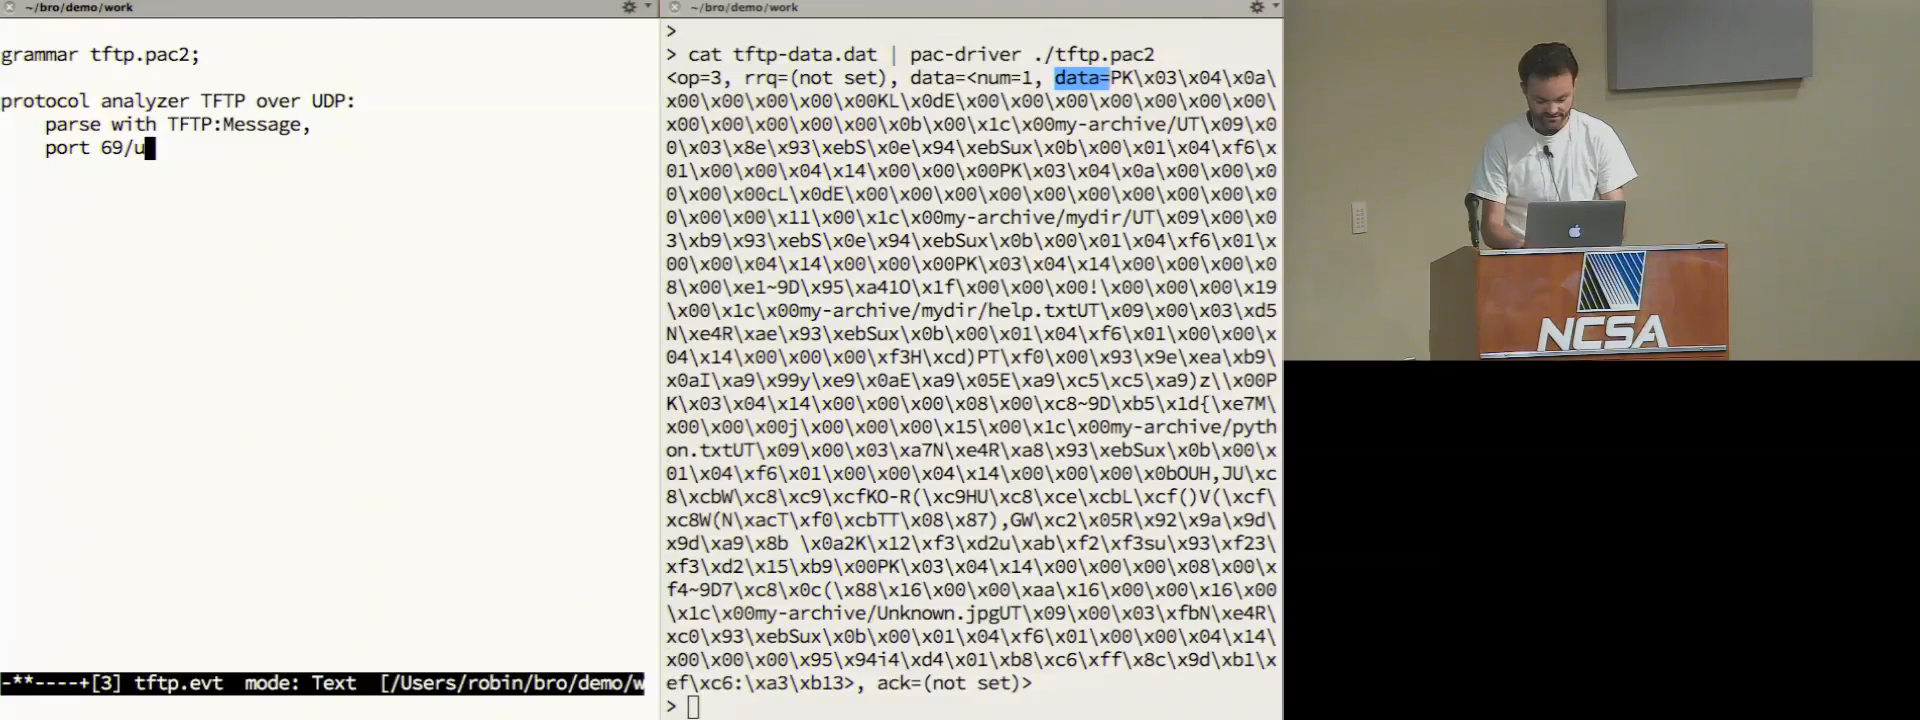 ~/bro/demo/work
grammar tftp.pac2;
protocol analyzer TFTP over UDP:
parse with TFTP:Message,
port 69/u
-**----+[3] tftp.evt  mode: Text  [/Users/robin/bro/demo/w
~/bro/demo/work
>
> cat tftp-data.dat | pac-driver ./tftp.pac2
<op=3, rrq=(not set), data=<num=1, data=PK\x03\x04\x0a\
x00\x00\x00\x00\x00KL\x0dE\x00\x00\x00\x00\x00\x00\x00\
x00\x00\x00\x00\x0b\x00\x1c\x00my-archive/UT\x09\x00\x0
0\x03\x8e\x93\xebS\x0e\x94\xebSux\x0b\x00\x01\x04\xf6\x
01\x00\x00\x04\x14\x00\x00\x00PK\x03\x04\x0a\x00\x00\x0
0\x00\x00cL\x0dE\x00\x00\x00\x00\x00\x00\x00\x00\x00\x0
0\x00\x00\x11\x00\x1c\x00my-archive/mydir/UT\x09\x00\x0
3\xb9\x93\xebS\x0e\x94\xebSux\x0b\x00\x01\x04\xf6\x01\x
00\x00\x04\x14\x00\x00\x00PK\x03\x04\x14\x00\x00\x00\x0
8\x00\xe1~9D\x95\xa41O\x1f\x00\x00\x00!\x00\x00\x00\x19
\x00\x1c\x00my-archive/mydir/help.txtUT\x09\x00\x03\xd5
N\xe4R\xae\x93\xebSux\x0b\x00\x01\x04\xf6\x01\x00\x00\x
04\x14\x00\x00\x00\xf3H\xcd)PT\xf0\x00\x93\x9e\xea\xb9\
x0aI\xa9\x99y\xe9\x0aE\xa9\x05E\xa9\xc5\xc5\xa9)z\\x00P
K\x03\x04\x14\x00\x00\x00\x08\x00\xc8~9D\xb5\x1d{\xe7M\
x00\x00\x00j\x00\x00\x00\x15\x00\x1c\x00my-archive/pyth
on.txtUT\x09\x00\x03\xa7N\xe4R\xa8\x93\xebSux\x0b\x00\x
01\x04\xf6\x01\x00\x00\x04\x14\x00\x00\x00\x0bOUH,JU\xc
8\xcbW\xc8\xc9\xcfKO-R(\xc9HU\xc8\xce\xcbL\xcf()V(\xcf\
xc8W(N\xacT\xf0\xcbTT\x08\x87),GW\xc2\x05R\x92\x9a\x9d\
x9d\xa9\x8b \x0a2K\x12\xf3\xd2u\xab\xf2\xf3su\x93\xf23\
xf3\xd2\x15\xb9\x00PK\x03\x04\x14\x00\x00\x00\x08\x00\x
f4~9D7\xc8\x0c(\x88\x16\x00\x00\xaa\x16\x00\x00\x16\x00
\x1c\x00my-archive/Unknown.jpgUT\x09\x00\x03\xfbN\xe4R\
xc0\x93\xebSux\x0b\x00\x01\x04\xf6\x01\x00\x00\x04\x14\
x00\x00\x00\x95\x94i4\xd4\x01\xb8\xc6\xff\x8c\x9d\xb1\x
ef\xc6:\xa3\xb13>, ack=(not set)>
>
NCSA